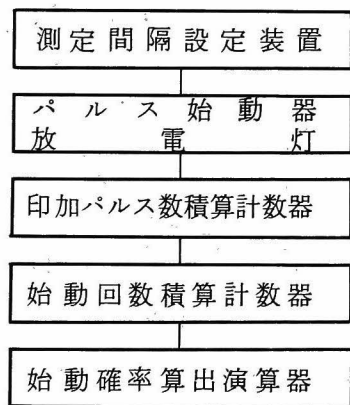 測定間隔設定装置
パルス始動器
放電灯
印加パルス数積算計数器
始動回数積算計数器
始動確率算出演算器